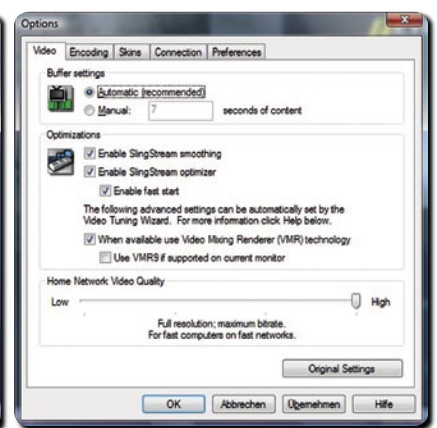 Options
Video Encoding Skins Connection Preferences
Buffer settings
Automatic (recommended)
Manual: 7 seconds of content
Optimizations
Enable SlingStream smoothing
Enable SlingStream optimizer
Enable fast start
The following advanced settings can be automatically set by the
Video Tuning Wizard. For more information click Help below.
When available use Video Mixing Renderer (VMR) technology
Use VMR9 if supported on current monitor
Home Network Video Quality
Low High
Full resolution; maximum bitrate.
For fast computers on fast networks.
Original Settings
OK Abbrechen Übernehmen Hilfe